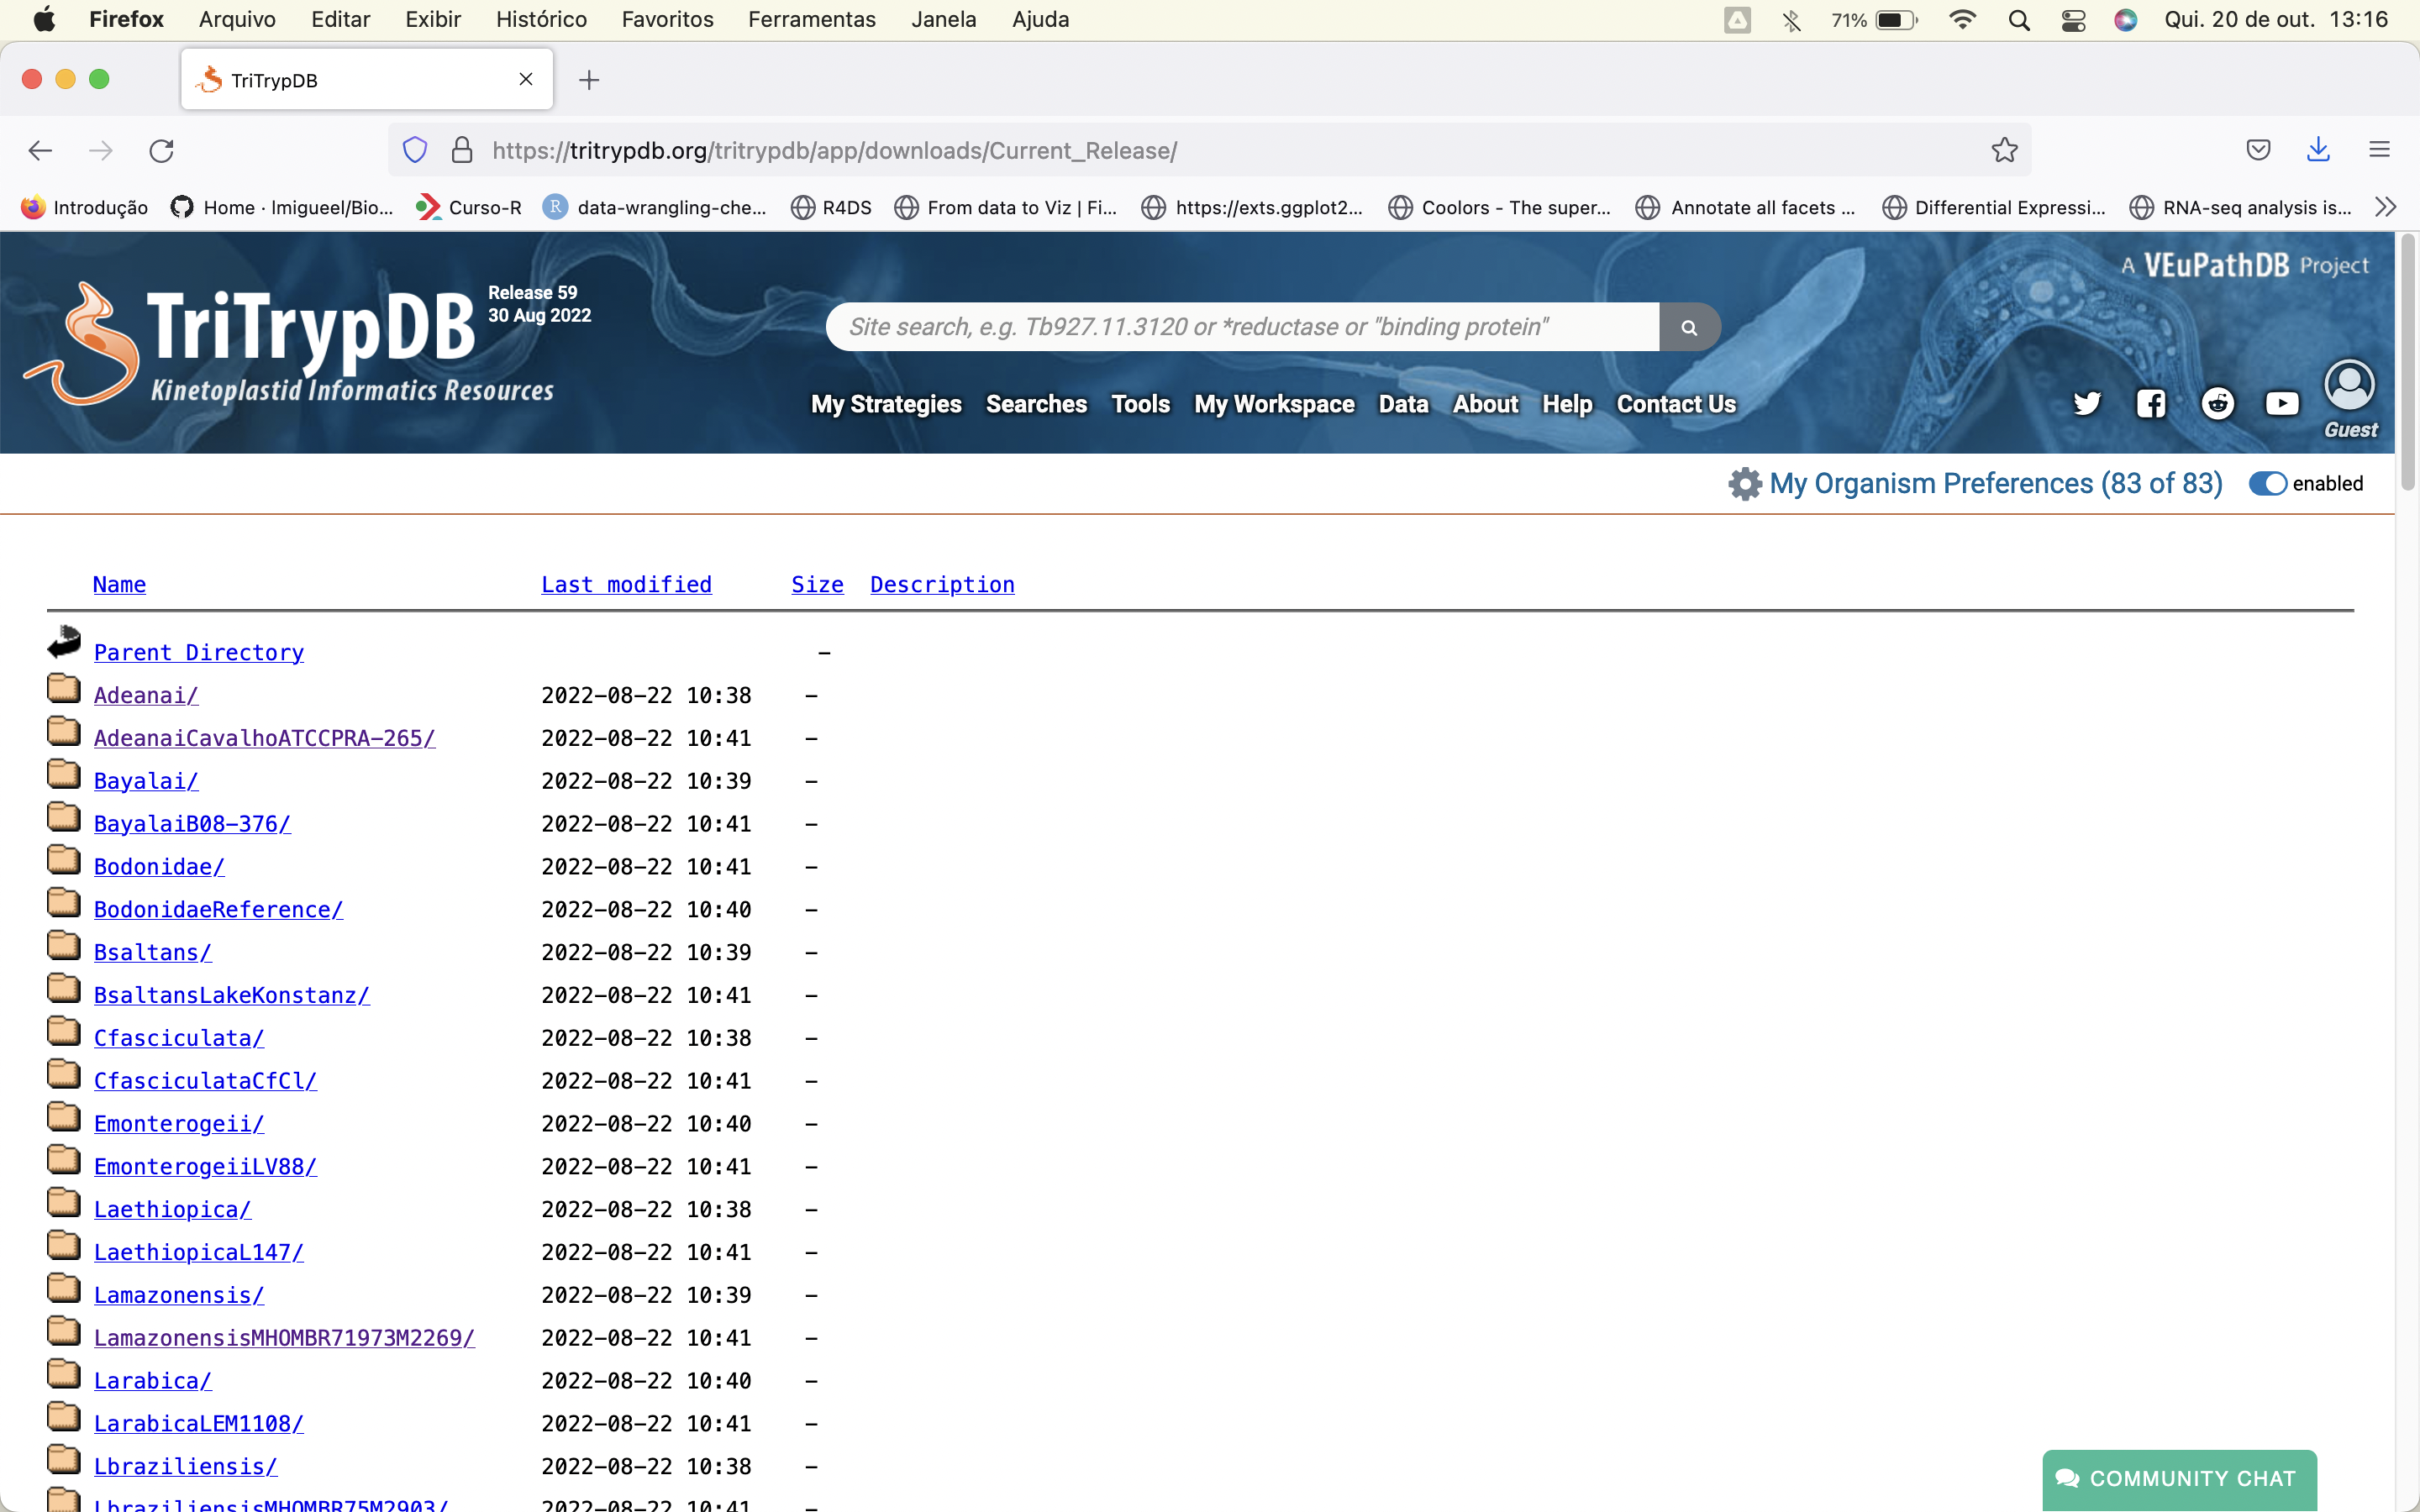 Firefox Arquivo Editar Exibir Histórico Favoritos Ferramentas Janela Ajuda 71% Qui. 20 de out. 13:16
TriTrypDB
https://tritrypdb.org/tritrypdb/app/downloads/Current_Release/
Introdução Home · Imigueel/Bio... Curso-R R data-wrangling-che... R4DS From data to Viz | Fi... https://exts.ggplot2... Coolors - The super... Annotate all facets ... Differential Expressi... RNA-seq analysis is...
A VEuPathDB Project
TriTrypDB
Release 59
30 Aug 2022
Kinetoplastid Informatics Resources
Site search, e.g. Tb927.11.3120 or *reductase or "binding protein"
My Strategies Searches Tools My Workspace Data About Help Contact Us
Guest
My Organism Preferences (83 of 83) enabled
Name Last modified Size Description
Parent Directory -
Adeanai/ 2022-08-22 10:38 -
AdeanaiCavalhoATCCPRA-265/ 2022-08-22 10:41 -
Bayalai/ 2022-08-22 10:39 -
BayalaiB08-376/ 2022-08-22 10:41 -
Bodonidae/ 2022-08-22 10:41 -
BodonidaeReference/ 2022-08-22 10:40 -
Bsaltans/ 2022-08-22 10:39 -
BsaltansLakeKonstanz/ 2022-08-22 10:41 -
Cfasciculata/ 2022-08-22 10:38 -
CfasciculataCfCl/ 2022-08-22 10:41 -
Emonterogeii/ 2022-08-22 10:40 -
EmonterogeiiLV88/ 2022-08-22 10:41 -
Laethiopica/ 2022-08-22 10:38 -
LaethiopicaL147/ 2022-08-22 10:41 -
Lamazonensis/ 2022-08-22 10:39 -
LamazonensisMHOMBR71973M2269/ 2022-08-22 10:41 -
Larabica/ 2022-08-22 10:40 -
LarabicaLEM1108/ 2022-08-22 10:41 -
Lbraziliensis/ 2022-08-22 10:38 -
LbraziliensisMHOMBR75M2903/ 2022-08-22 10:41 -
COMMUNITY CHAT